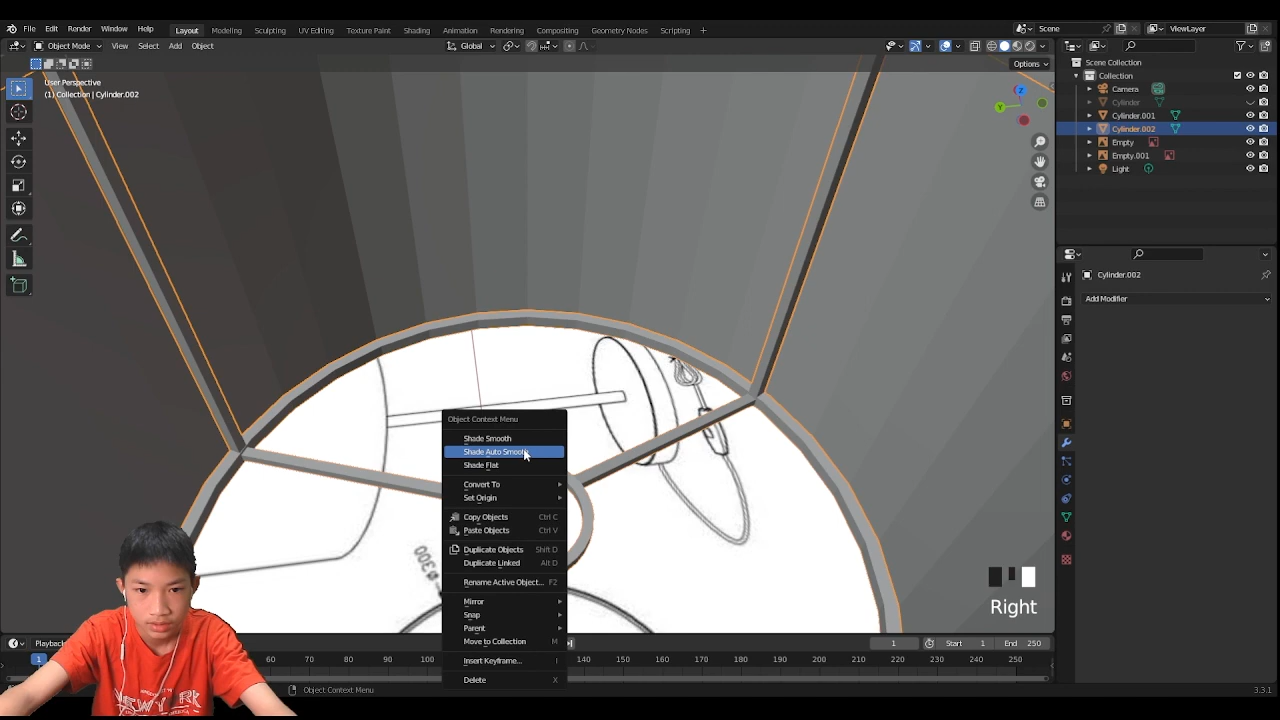 File Edit Render Window Help
Layout Modeling Sculpting UV Editing Texture Paint Shading Animation Rendering Compositing Geometry Nodes Scripting +
Scene
ViewLayer
Object Mode View Select Add Object
Global
Options
User Perspective
(1) Collection | Cylinder.002
Z
Y
Scene Collection
Collection
Camera
Cylinder
Cylinder.001
Cylinder.002
Empty
Empty.001
Light
Cylinder.002
Add Modifier
Object Context Menu
Shade Smooth
Shade Auto Smooth
Shade Flat
Convert To
Set Origin
Copy Objects Ctrl C
Paste Objects Ctrl V
Duplicate Objects Shift D
Duplicate Linked Alt D
Rename Active Object... F2
Mirror
Snap
Parent
Move to Collection M
Insert Keyframe... I
Delete X
Ø300
Right
Playback
1 Start 1 End 250
1 60 70 80 90 100 150 160 170 180 190 200 210 220 230 240 250
Object Context Menu
3.3.1